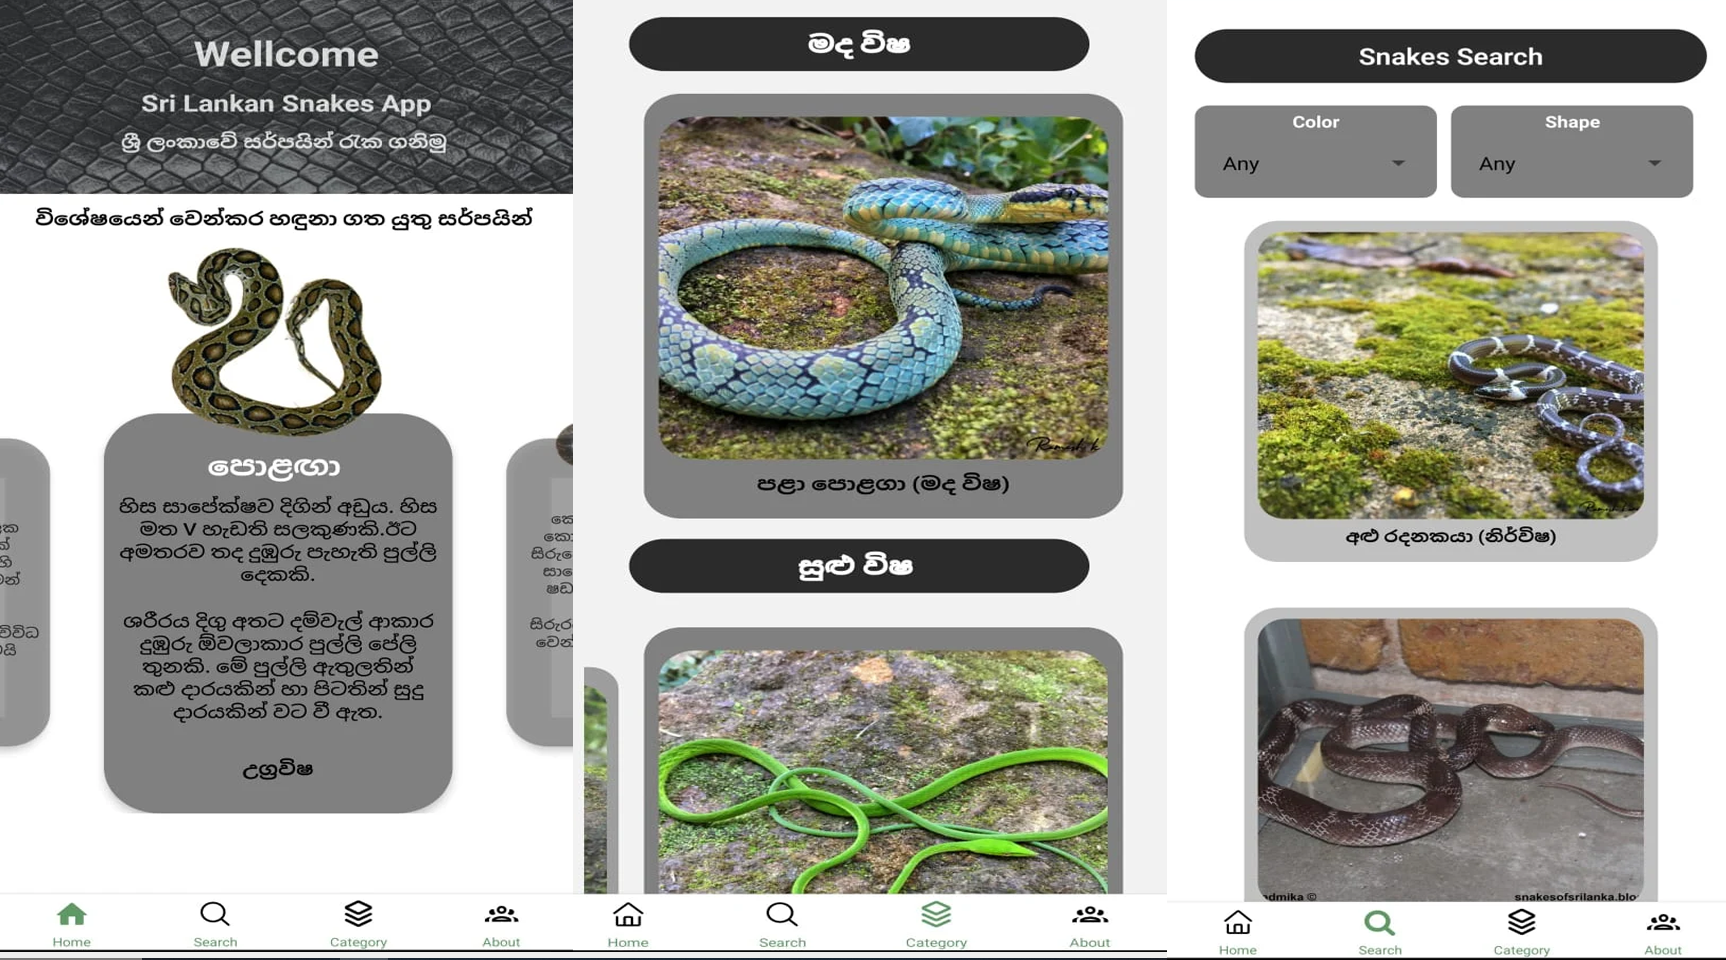 Wellcome
Sri Lankan Snakes App
ශ්‍රී ලංකාවේ සර්පයින් රැක ගනිමු
විශේෂයෙන් වෙන්කර හඳුනා ගත යුතු සර්පයින්
පොළඟා
හිස සාපේක්ෂව දිගින් අඩුය. හිස
මත V හැඩති සලකුණකි.ඊට
අමතරව තද දුඹුරු පැහැති පුල්ලි
දෙකකි.
ශරීරය දිගු අතට දම්වැල් ආකාර
දුඹුරු ඕවලාකාර පුල්ලි පේලි
තුනකි. මේ පුල්ලි ඇතුලතින්
කළු දාරයකින් හා පිටතින් සුදු
දාරයකින් වට වී ඇත.
උග්‍රවිෂ
Home
Search
Category
About
මද විෂ
පළා පොළගා (මද විෂ)
සුළු විෂ
Home
Search
Category
About
Snakes Search
Color
Shape
Any
Any
අළු රදනකයා (නිර්විෂ)
dmika ©
snakesofsrilanka.blo
Home
Search
Category
About